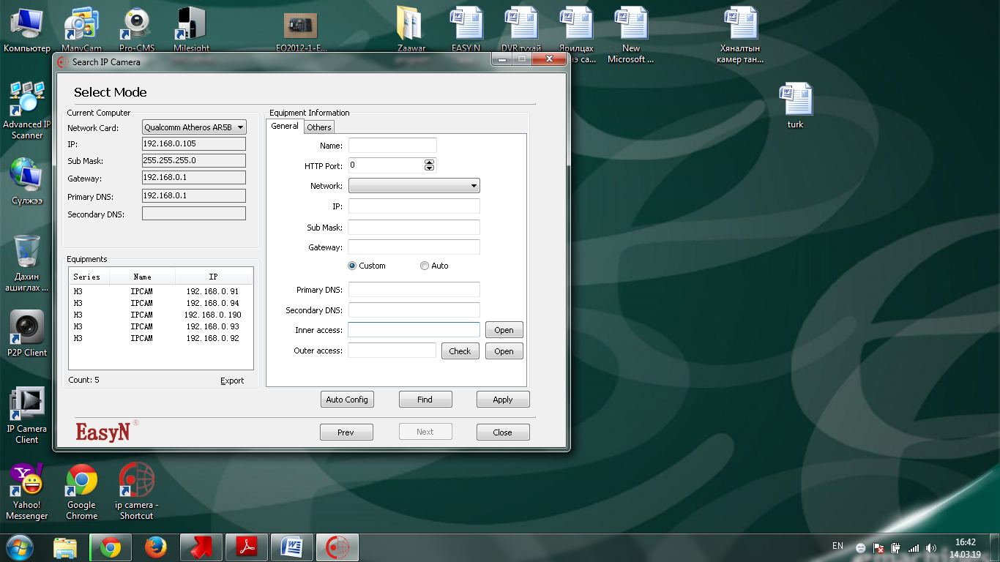 Компьютер
ManyCam
Pro-CMS
Milesight
EO2012-1-E...
Zaawar
EASY N
DVR тухай
Ярилцах
нэ са...
New
Microsoft ...
Хяналтын
камер тан...
Advanced IP
Scanner
Сүлжээ
Дахин
ашиглах ...
P2P Client
IP Camera
Client
Yahoo!
Messenger
Google
Chrome
ip camera -
Shortcut
turk
Search IP Camera
Select Mode
Current Computer
Network Card: Qualcomm Atheros AR5B
IP: 192.168.0.105
Sub Mask: 255.255.255.0
Gateway: 192.168.0.1
Primary DNS: 192.168.0.1
Secondary DNS:
Equipments
Series Name IP
H3 IPCAM 192.168.0.91
H3 IPCAM 192.168.0.94
H3 IPCAM 192.168.0.190
H3 IPCAM 192.168.0.93
H3 IPCAM 192.168.0.92
Count: 5 Export
Equipment Information
General Others
Name:
HTTP Port: 0
Network:
IP:
Sub Mask:
Gateway:
Custom Auto
Primary DNS:
Secondary DNS:
Inner access: Open
Outer access: Check Open
Auto Config Find Apply
EasyN ® Prev Next Close
EN
16:42
14.03.19